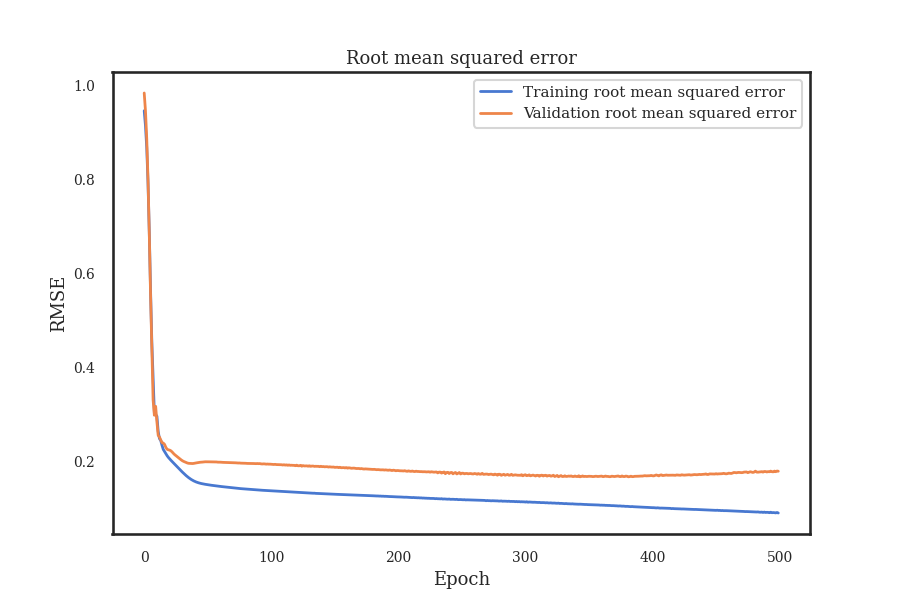 Root mean squared error
Training root mean squared error
Validation root mean squared error
RMSE
1.0
0.8
0.6
0.4
0.2
0 100 200 300 400 500
Epoch